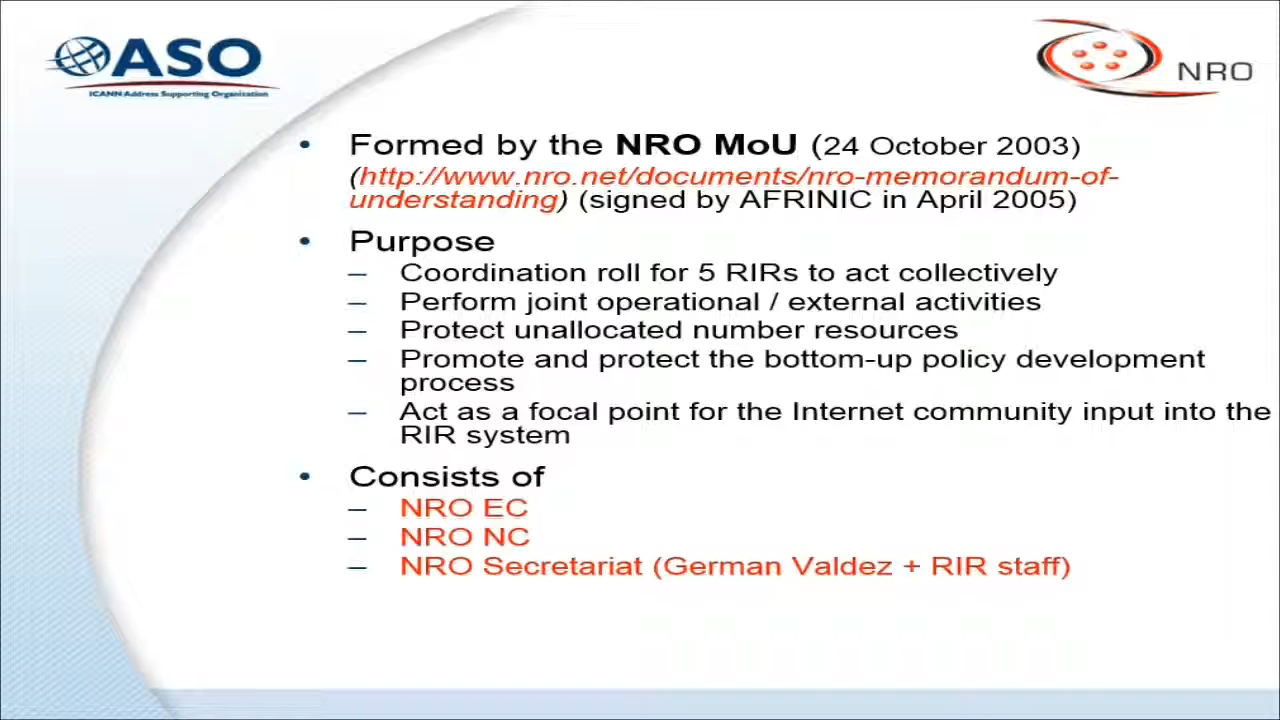 ASO
ICANN Address Supporting Organization
NRO
• Formed by the NRO MoU (24 October 2003)
(http://www.nro.net/documents/nro-memorandum-of-
understanding) (signed by AFRINIC in April 2005)
• Purpose
– Coordination roll for 5 RIRs to act collectively
– Perform joint operational / external activities
– Protect unallocated number resources
– Promote and protect the bottom-up policy development
process
– Act as a focal point for the Internet community input into the
RIR system
• Consists of
– NRO EC
– NRO NC
– NRO Secretariat (German Valdez + RIR staff)